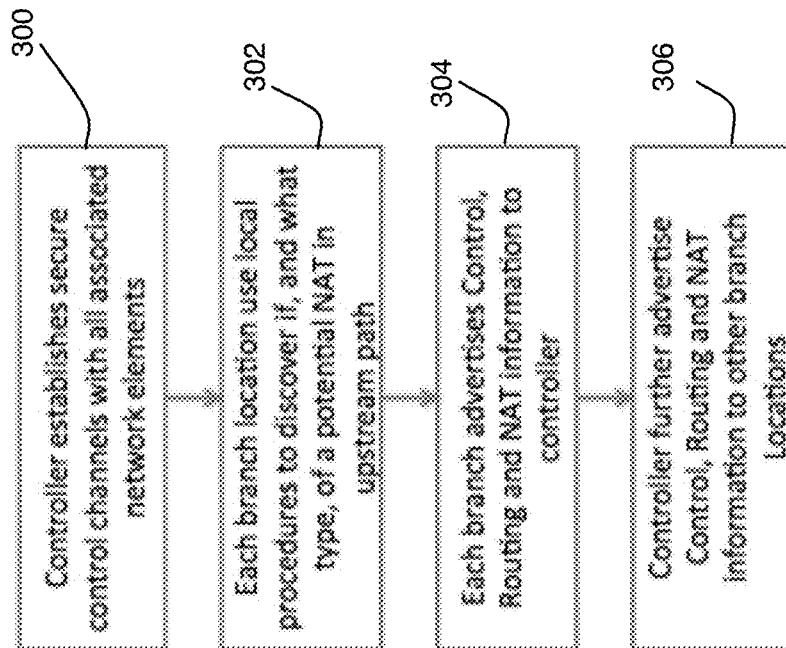 300
Controller establishes secure
control channels with all associated
network elements
302
Each branch location use local
procedures to discover if, and what
type, of a potential NAT in
upstream path
304
Each branch advertises Control,
Routing and NAT information to
controller
306
Controller further advertise
Control, Routing and NAT
information to other branch
Locations